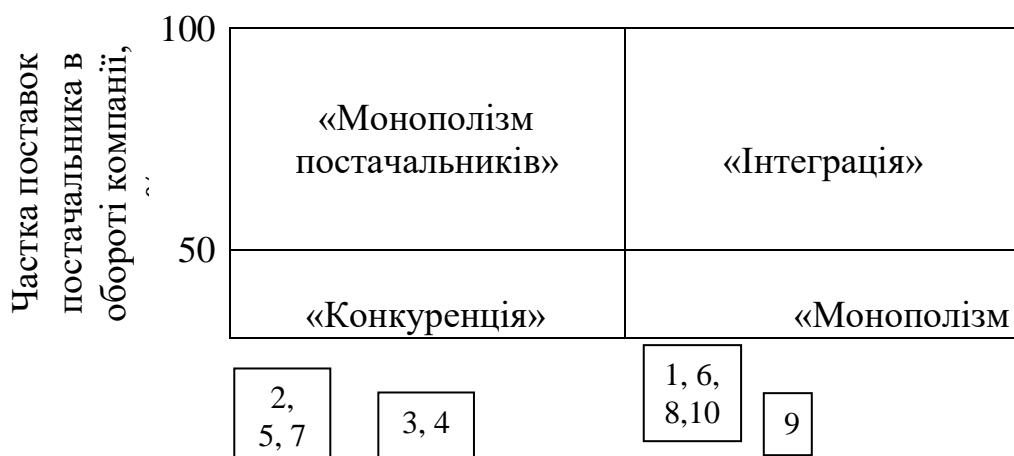 Частка поставок
постачальника в
обороті компанії,
100
«Монополізм
постачальників»
«Інтеграція»
50
«Конкуренція»
«Монополізм
1, 6,
8,10
2,
5, 7
3, 4
9